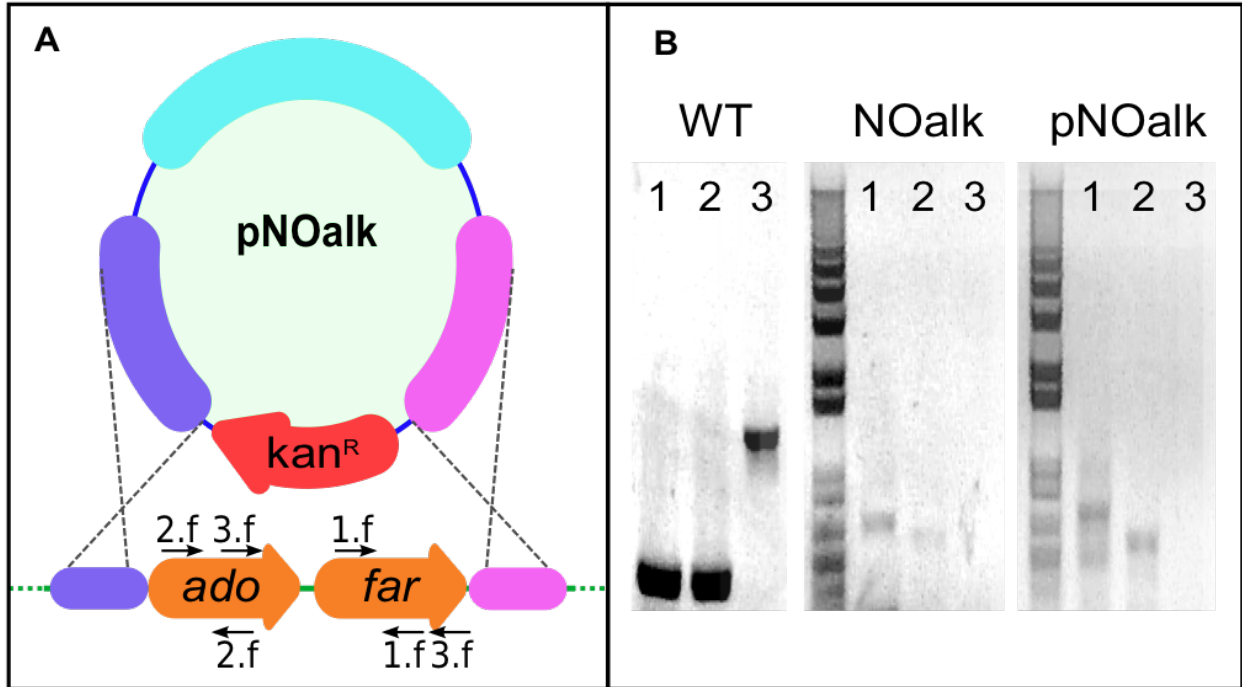 A
pNOalk
kanᴿ
2.f 3.f 1.f
ado far
2.f 1.f 3.f
B
WT NOalk pNOalk
1 2 3 1 2 3 1 2 3